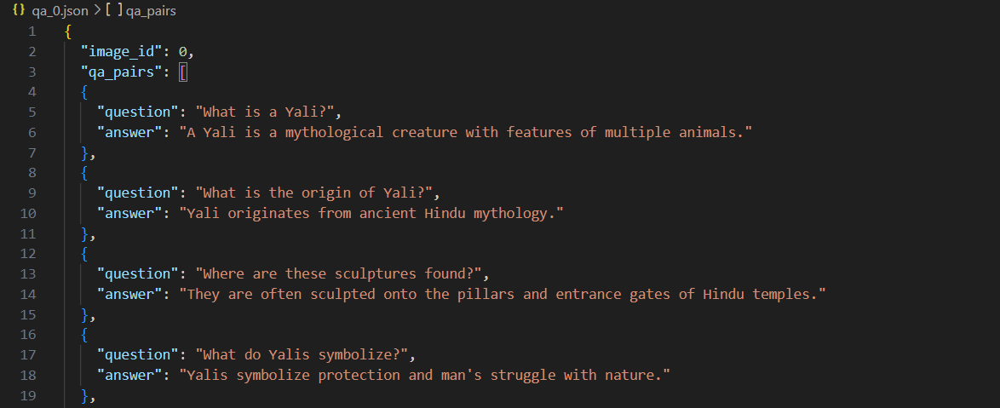 {} qa_0.json > [ ] qa_pairs
1 {
2 "image_id": 0,
3 "qa_pairs": [
4 {
5 "question": "What is a Yali?",
6 "answer": "A Yali is a mythological creature with features of multiple animals."
7 },
8 {
9 "question": "What is the origin of Yali?",
10 "answer": "Yali originates from ancient Hindu mythology."
11 },
12 {
13 "question": "Where are these sculptures found?",
14 "answer": "They are often sculpted onto the pillars and entrance gates of Hindu temples."
15 },
16 {
17 "question": "What do Yalis symbolize?",
18 "answer": "Yalis symbolize protection and man's struggle with nature."
19 },